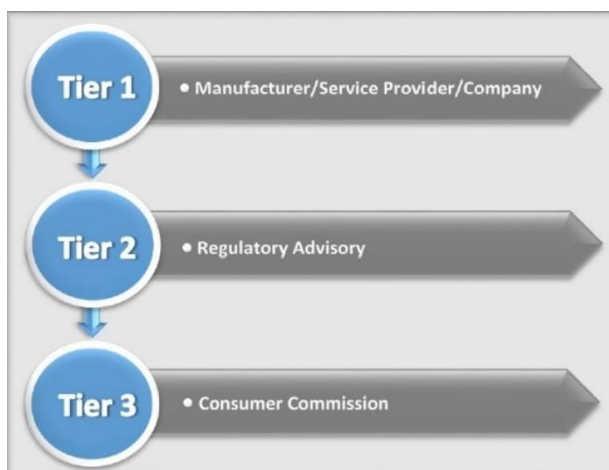 Tier 1
• Manufacturer/Service Provider/Company
Tier 2
• Regulatory Advisory
Tier 3
• Consumer Commission